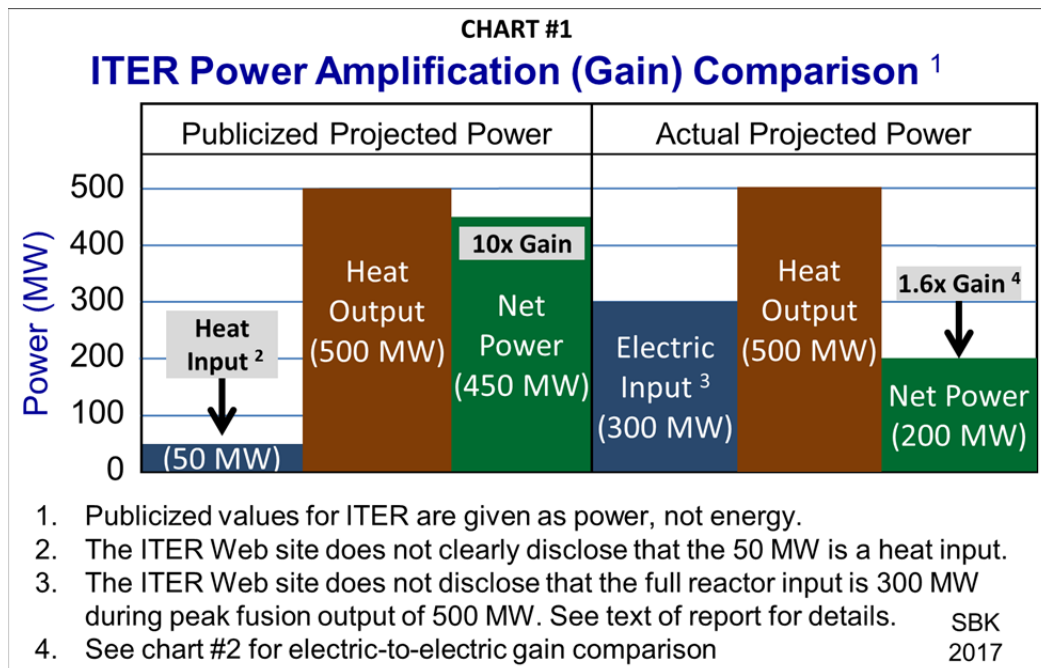 CHART #1
ITER Power Amplification (Gain) Comparison 1
Publicized Projected Power
Actual Projected Power
Power (MW)
500
400
300
200
100
0
Heat
Input 2
(50 MW)
Heat
Output
(500 MW)
10x Gain
Net
Power
(450 MW)
Electric
Input 3
(300 MW)
Heat
Output
(500 MW)
1.6x Gain 4
Net Power
(200 MW)
1. Publicized values for ITER are given as power, not energy.
2. The ITER Web site does not clearly disclose that the 50 MW is a heat input.
3. The ITER Web site does not disclose that the full reactor input is 300 MW
during peak fusion output of 500 MW. See text of report for details.
4. See chart #2 for electric-to-electric gain comparison
SBK
2017